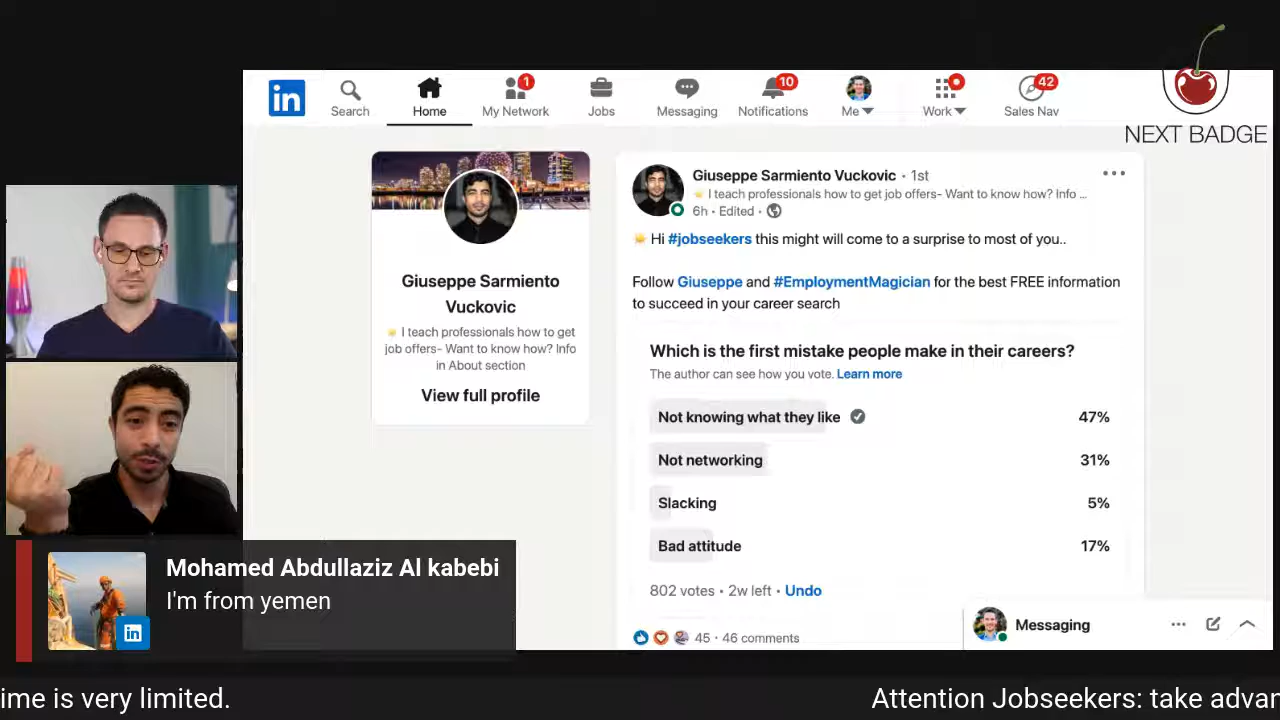 in
Search
Home
1
My Network
Jobs
Messaging
10
Notifications
Me
Work
42
Sales Nav
NEXT BADGE
Giuseppe Sarmiento
Vuckovic
I teach professionals how to get
job offers- Want to know how? Info
in About section
View full profile
Giuseppe Sarmiento Vuckovic · 1st
I teach professionals how to get job offers- Want to know how? Info ...
6h · Edited ·
Hi #jobseekers this might will come to a surprise to most of you..
Follow Giuseppe and #EmploymentMagician for the best FREE information
to succeed in your career search
Which is the first mistake people make in their careers?
The author can see how you vote. Learn more
Not knowing what they like 47%
Not networking 31%
Slacking 5%
Bad attitude 17%
802 votes · 2w left · Undo
45 · 46 comments
Messaging
Mohamed Abdullaziz Al kabebi
I'm from yemen
in
ime is very limited.
Attention Jobseekers: take advan